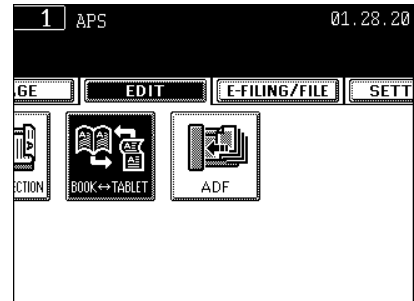 1 APS 01.28.20
GE EDIT E-FILING/FILE SETT
CTION BOOK↔TABLET ADF